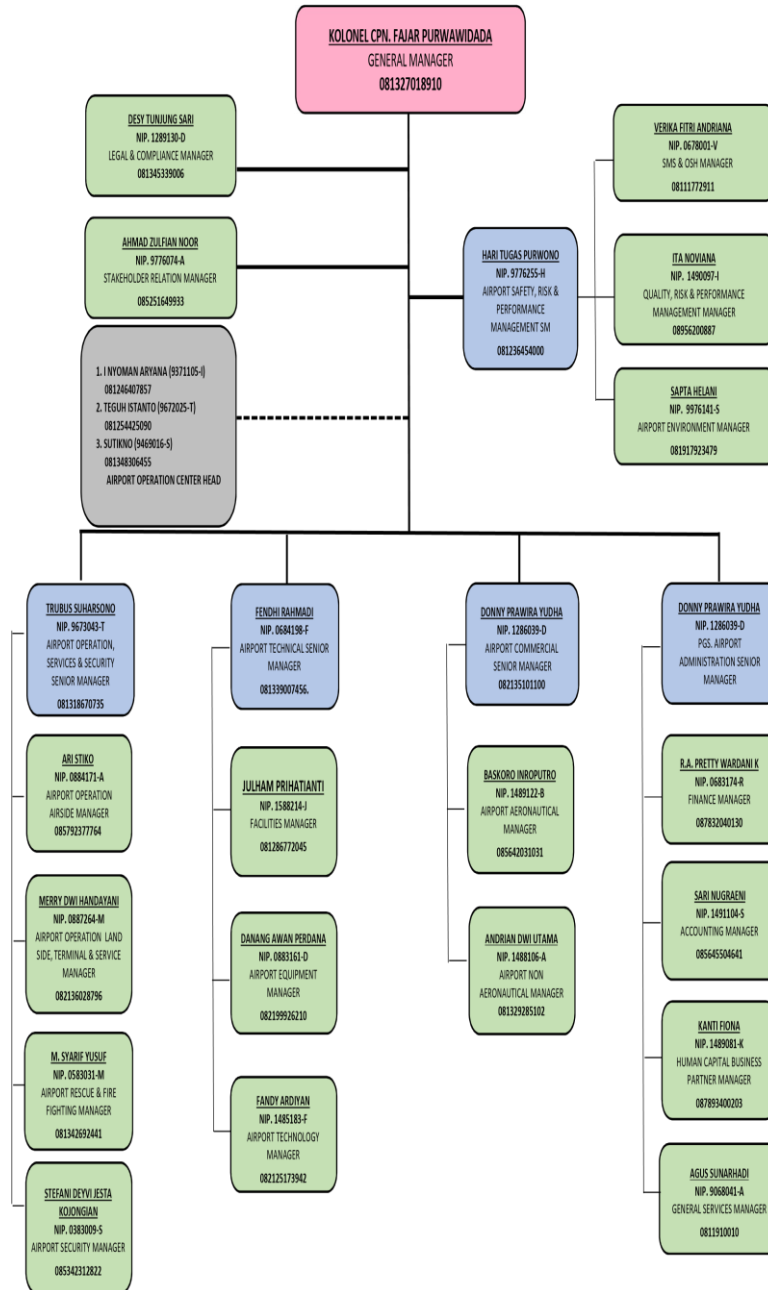 KOLONEL CPN. FAJAR PURWAWIDADA
GENERAL MANAGER
081327018910
DESY TUNJUNG SARI
NIP. 1289130-D
LEGAL & COMPLIANCE MANAGER
081345339006
AHMAD ZULFIAN NOOR
NIP. 9776074-A
STAKEHOLDER RELATION MANAGER
085251649933
1. I NYOMAN ARYANA (9371105-I)
081246407857
2. TEGUH ISTANTO (9672025-T)
081254425090
3. SUTIKNO (9469016-S)
081348306455
AIRPORT OPERATION CENTER HEAD
HARI TUGAS PURWONO
NIP. 9776255-H
AIRPORT SAFETY, RISK &
PERFORMANCE
MANAGEMENT SM
081236454000
VERIKA FITRI ANDRIANA
NIP. 0678001-V
SMS & OSH MANAGER
08111772911
ITA NOVIANA
NIP. 1490097-I
QUALITY, RISK & PERFORMANCE
MANAGEMENT MANAGER
08956200887
SAPTA HELANI
NIP. 9976141-S
AIRPORT ENVIRONMENT MANAGER
081917923479
TRUBUS SUHARSONO
NIP. 9673043-T
AIRPORT OPERATION,
SERVICES & SECURITY
SENIOR MANAGER
081318670735
ARI STIKO
NIP. 0884171-A
AIRPORT OPERATION
AIRSIDE MANAGER
085792377764
MERRY DWI HANDAYANI
NIP. 0887264-M
AIRPORT OPERATION LAND
SIDE, TERMINAL & SERVICE
MANAGER
082136028796
M. SYARIF YUSUF
NIP. 0583031-M
AIRPORT RESCUE & FIRE
FIGHTING MANAGER
081342692441
STEFANI DEYVI JESTA
KOJONGIAN
NIP. 0383009-S
AIRPORT SECURITY MANAGER
085342312822
FENDHI RAHMADI
NIP. 0684198-F
AIRPORT TECHNICAL SENIOR
MANAGER
081339007456.
JULHAM PRIHATIANTI
NIP. 1588214-J
FACILITIES MANAGER
081286772045
DANANG AWAN PERDANA
NIP. 0883161-D
AIRPORT EQUIPMENT
MANAGER
082199926210
FANDY ARDIYAN
NIP. 1485183-F
AIRPORT TECHNOLOGY
MANAGER
082125173942
DONNY PRAWIRA YUDHA
NIP. 1286039-D
AIRPORT COMMERCIAL
SENIOR MANAGER
082135101100
BASKORO INROPUTRO
NIP. 1489122-B
AIRPORT AERONAUTICAL
MANAGER
085642031031
ANDRIAN DWI UTAMA
NIP. 1488106-A
AIRPORT NON
AERONAUTICAL MANAGER
081329285102
DONNY PRAWIRA YUDHA
NIP. 1286039-D
PGS. AIRPORT
ADMINISTRATION SENIOR
MANAGER
R.A. PRETTY WARDANI K
NIP. 0683174-R
FINANCE MANAGER
087832040130
SARI NUGRAENI
NIP. 1491104-S
ACCOUNTING MANAGER
085645504641
KANTI FIONA
NIP. 1489081-K
HUMAN CAPITAL BUSINESS
PARTNER MANAGER
087893400203
AGUS SUNARHADI
NIP. 9068041-A
GENERAL SERVICES MANAGER
0811910010